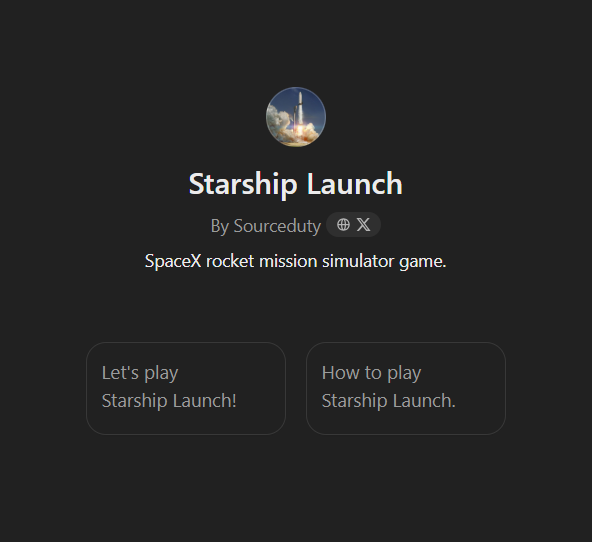 Starship Launch
By Sourceduty
SpaceX rocket mission simulator game.
Let's play
Starship Launch!
How to play
Starship Launch.